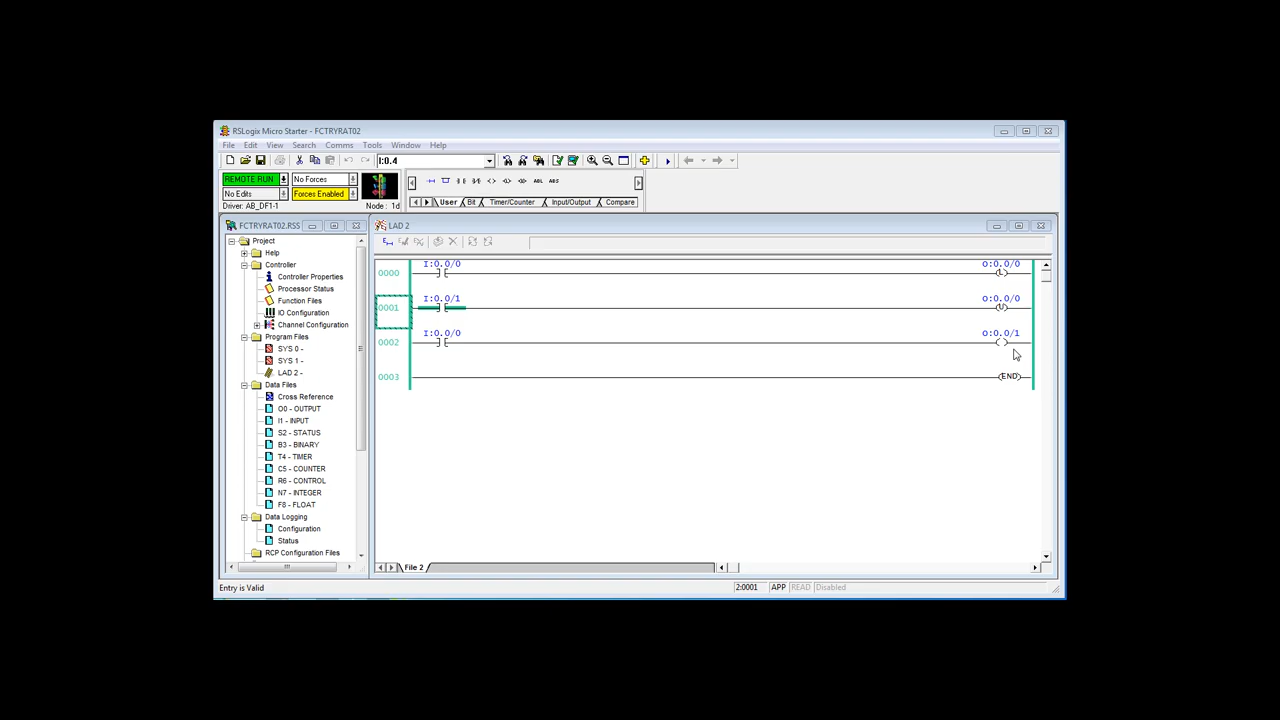 RSLogix Micro Starter - FCTRYRAT02
File Edit View Search Comms Tools Window Help
I:0.4
REMOTE RUN No Forces
No Edits Forces Enabled
Driver: AB_DF1-1 Node : 1d
ABL ABS
User Bit Timer/Counter Input/Output Compare
FCTRYRAT02.RSS
Project
Help
Controller
Controller Properties
Processor Status
Function Files
IO Configuration
Channel Configuration
Program Files
SYS 0 -
SYS 1 -
LAD 2 -
Data Files
Cross Reference
O0 - OUTPUT
I1 - INPUT
S2 - STATUS
B3 - BINARY
T4 - TIMER
C5 - COUNTER
R6 - CONTROL
N7 - INTEGER
F8 - FLOAT
Data Logging
Configuration
Status
RCP Configuration Files
LAD 2
I:0.0/0 O:0.0/0
0000 L
I:0.0/1 O:0.0/0
0001 U
I:0.0/0 O:0.0/1
0002
0003 END
File 2
Entry is Valid 2:0001 APP READ Disabled